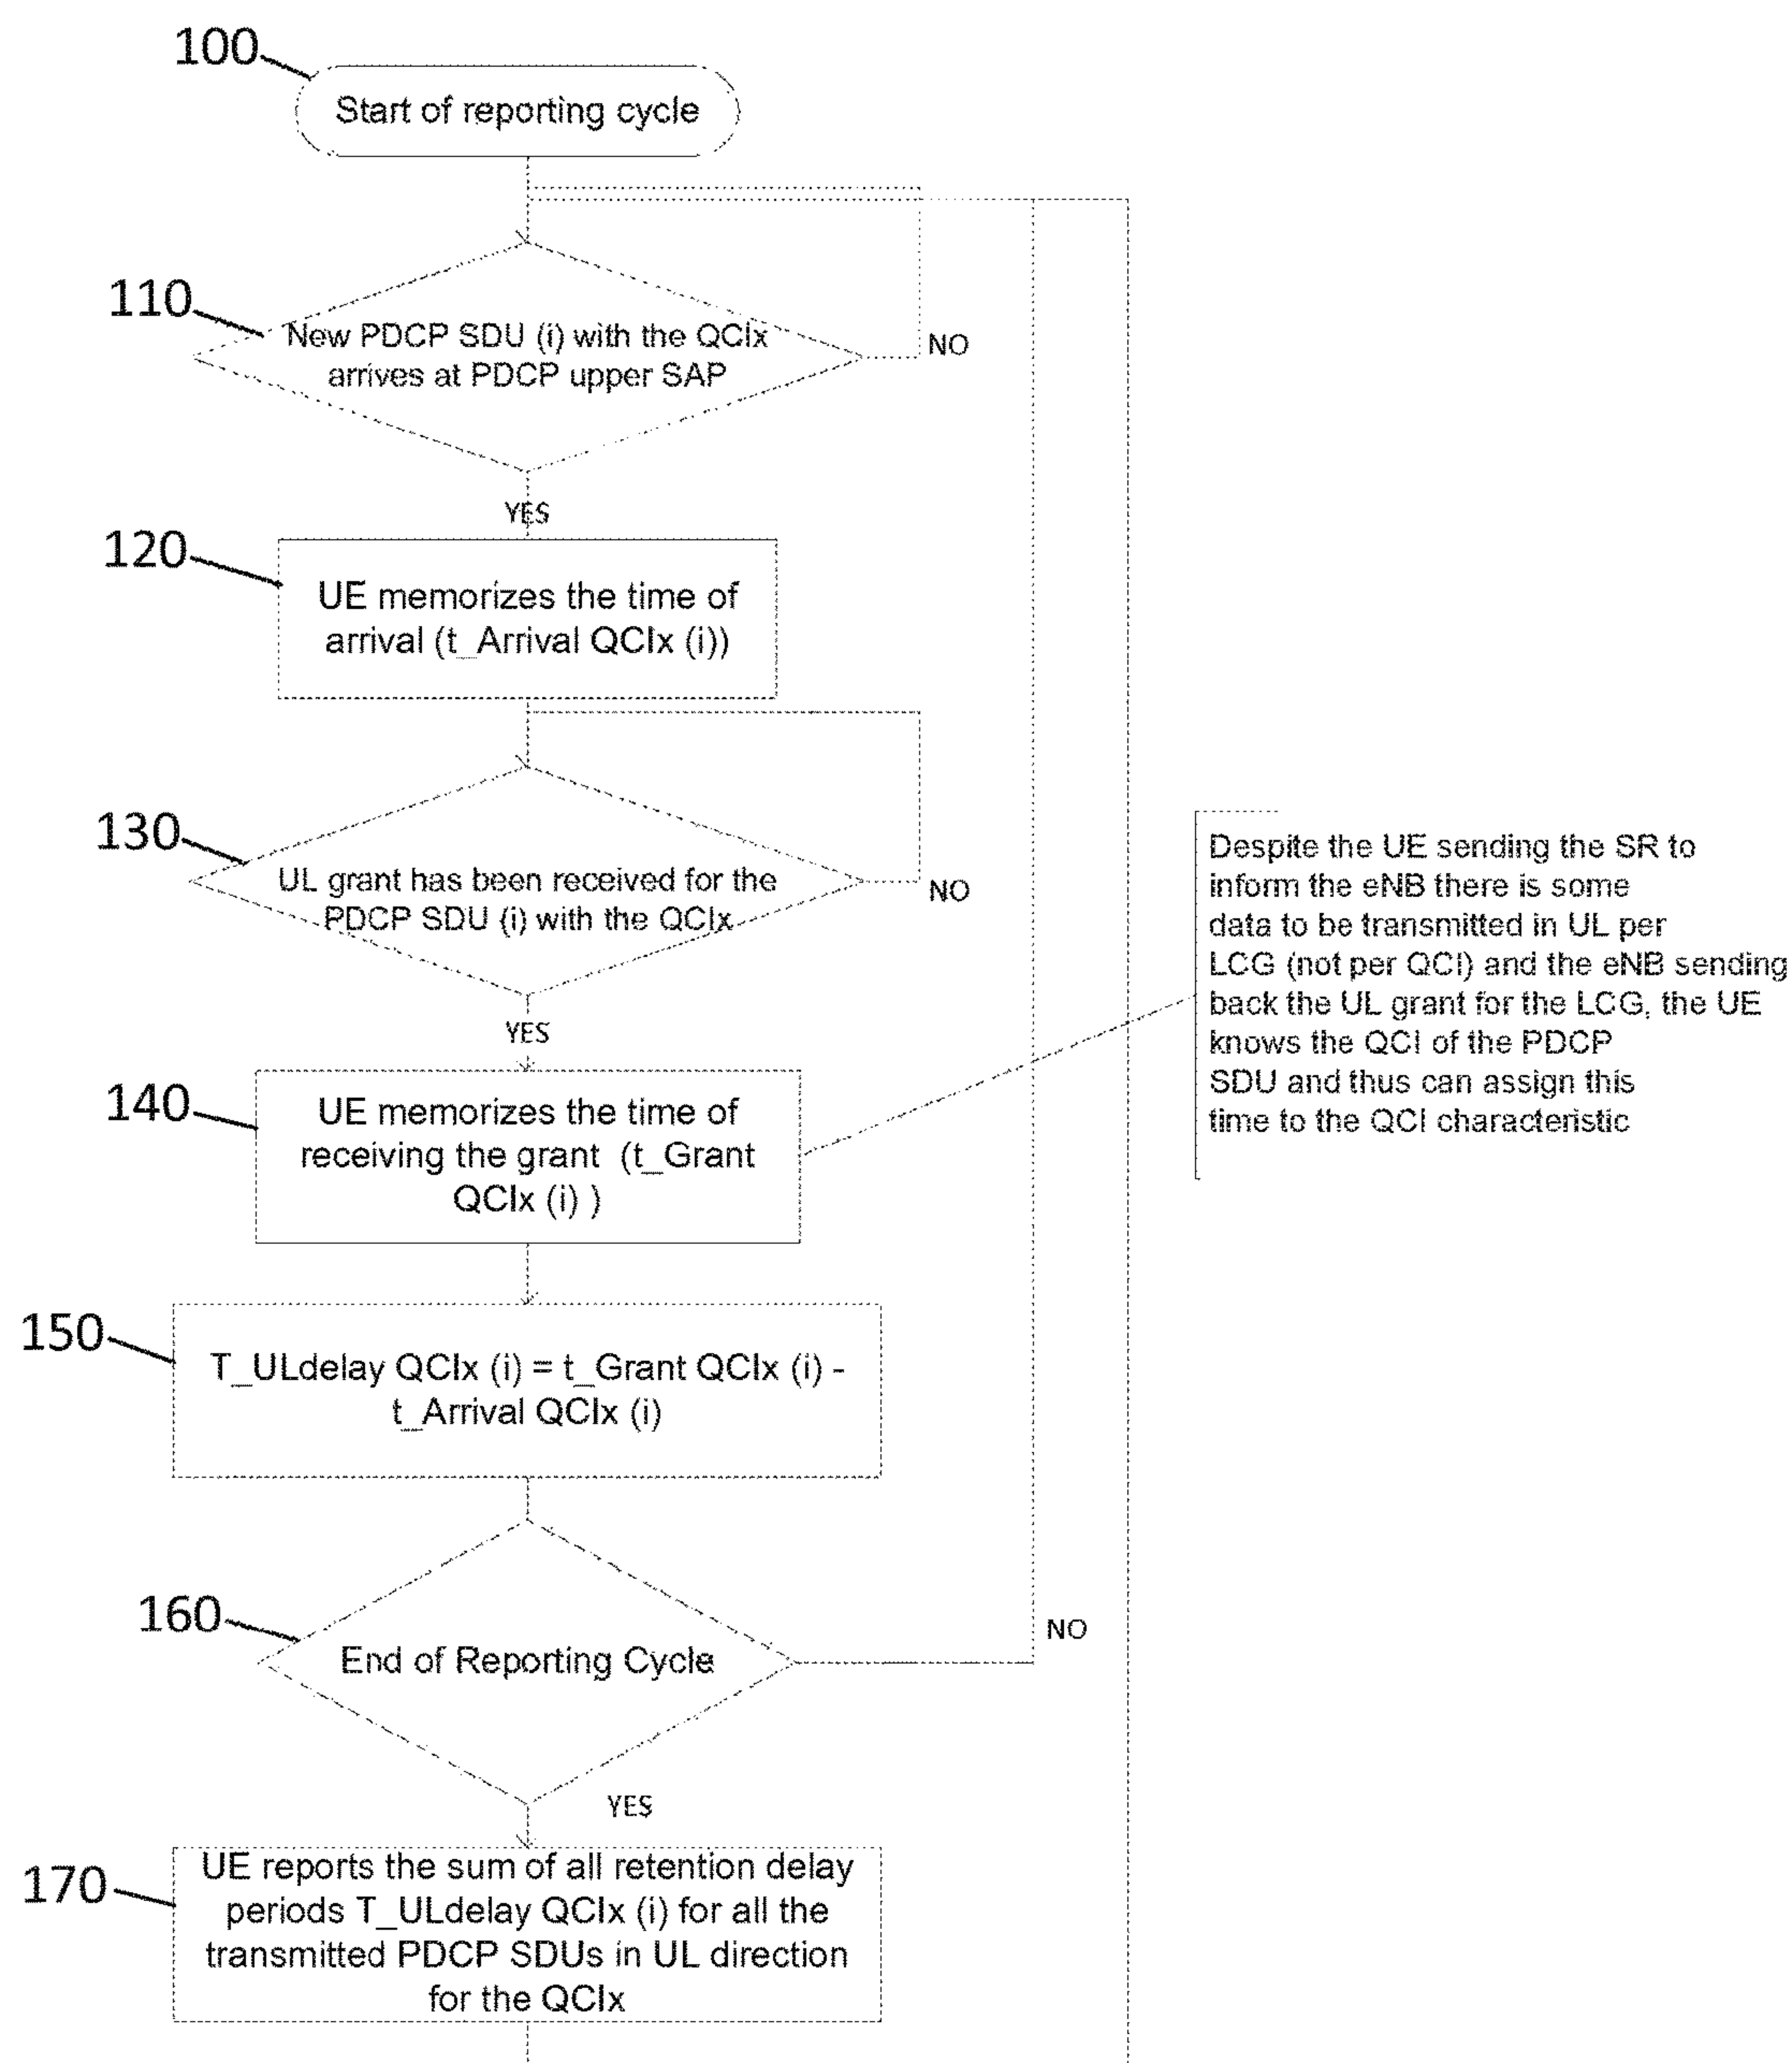 100
Start of reporting cycle
110
New PDCP SDU (i) with the QCIx
arrives at PDCP upper SAP
NO
YES
120
UE memorizes the time of
arrival (t_Arrival QCIx (i))
130
UL grant has been received for the
PDCP SDU (i) with the QCIx
NO
YES
Despite the UE sending the SR to
inform the eNB there is some
data to be transmitted in UL per
LCG (not per QCI) and the eNB sending
back the UL grant for the LCG, the UE
knows the QCI of the PDCP
SDU and thus can assign this
time to the QCI characteristic
140
UE memorizes the time of
receiving the grant (t_Grant
QCIx (i) )
150
T_ULdelay QCIx (i) = t_Grant QCIx (i) -
t_Arrival QCIx (i)
160
End of Reporting Cycle
NO
YES
170
UE reports the sum of all retention delay
periods T_ULdelay QCIx (i) for all the
transmitted PDCP SDUs in UL direction
for the QCIx